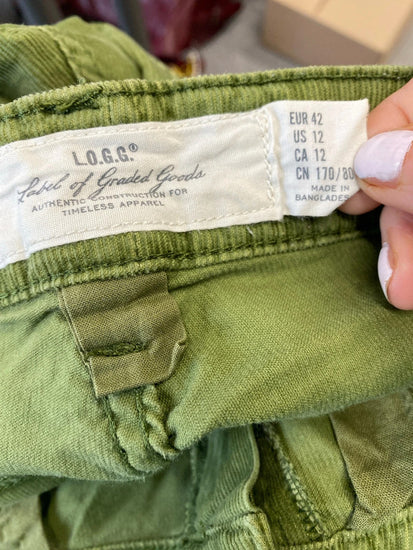 L.O.G.G.®
Label of Graded Goods
AUTHENTIC CONSTRUCTION FOR
TIMELESS APPAREL
EUR 42
US 12
CA 12
CN 170/80
MADE IN
BANGLADES